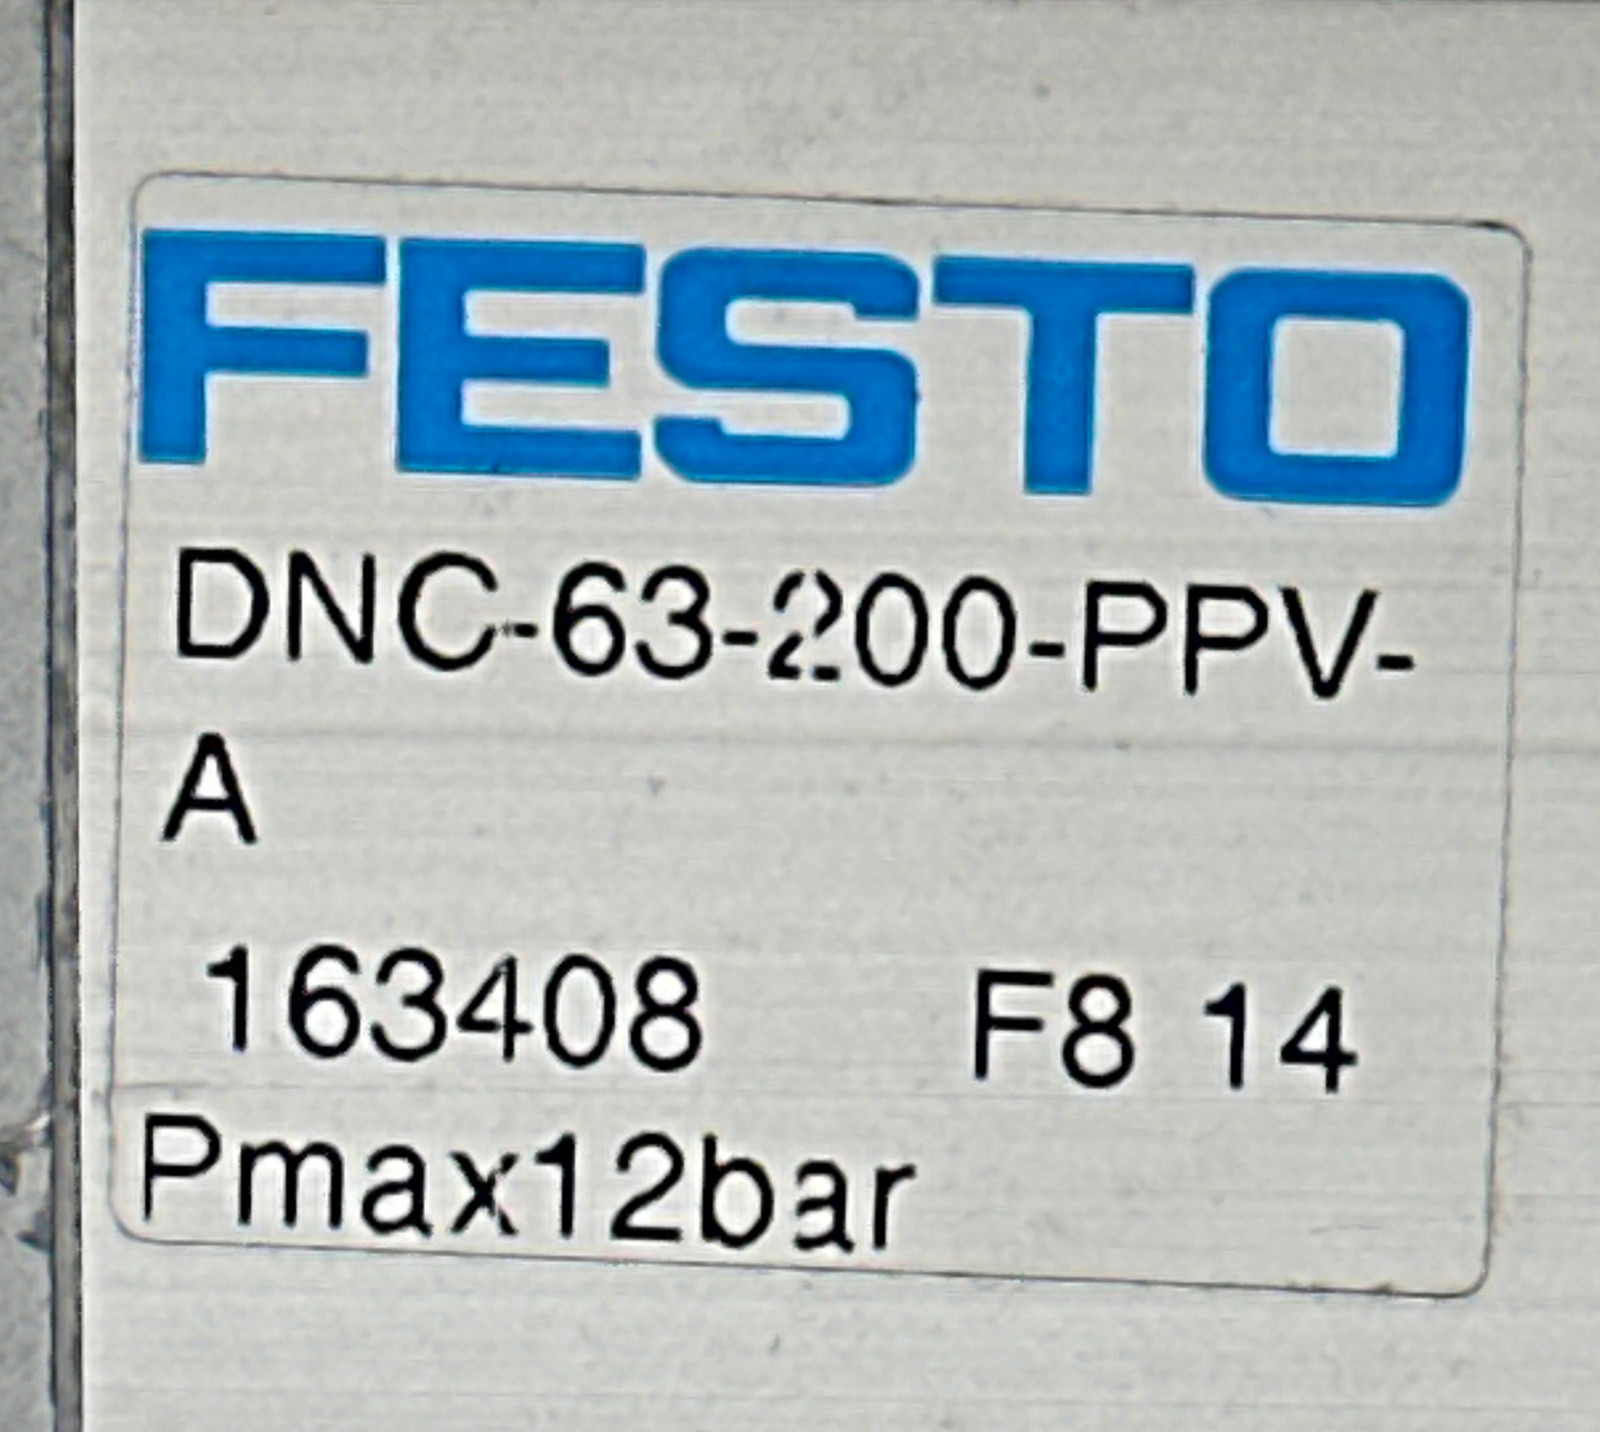 FESTO
DNC-63-200-PPV-
A
163408 F8 14
Pmax12bar